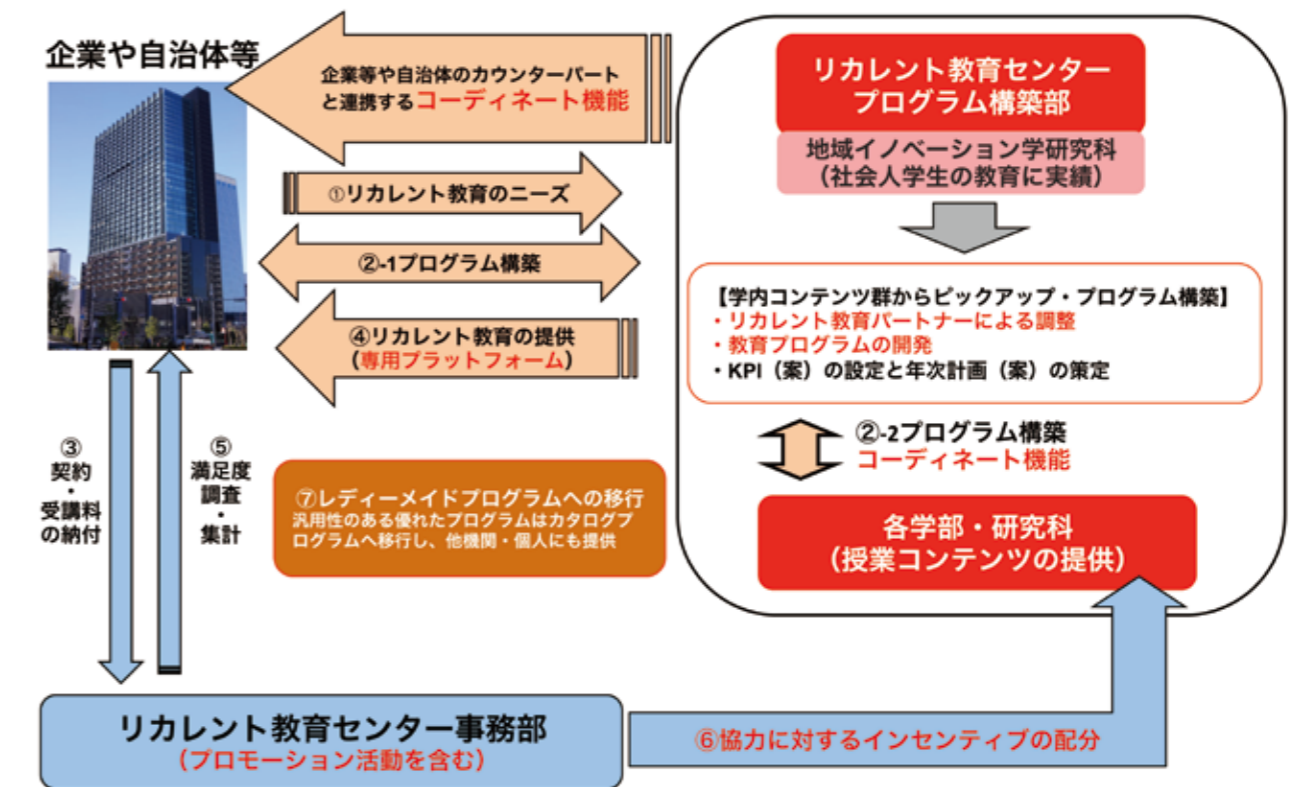 企業や自治体等
企業等や自治体のカウンターパート
と連携するコーディネート機能
①リカレント教育のニーズ
②-1プログラム構築
④リカレント教育の提供
（専用プラットフォーム）
リカレント教育センター
プログラム構築部
地域イノベーション学研究科
（社会人学生の教育に実績）
【学内コンテンツ群からピックアップ・プログラム構築】
・リカレント教育パートナーによる調整
・教育プログラムの開発
・KPI（案）の設定と年次計画（案）の策定
②-2プログラム構築
コーディネート機能
各学部・研究科
（授業コンテンツの提供）
③
契約
・
受講料
の納付
⑤
満足度
調査
・
集計
⑦レディーメイドプログラムへの移行
汎用性のある優れたプログラムはカタログプ
ログラムへ移行し、他機関・個人にも提供
リカレント教育センター事務部
（プロモーション活動を含む）
⑥協力に対するインセンティブの配分